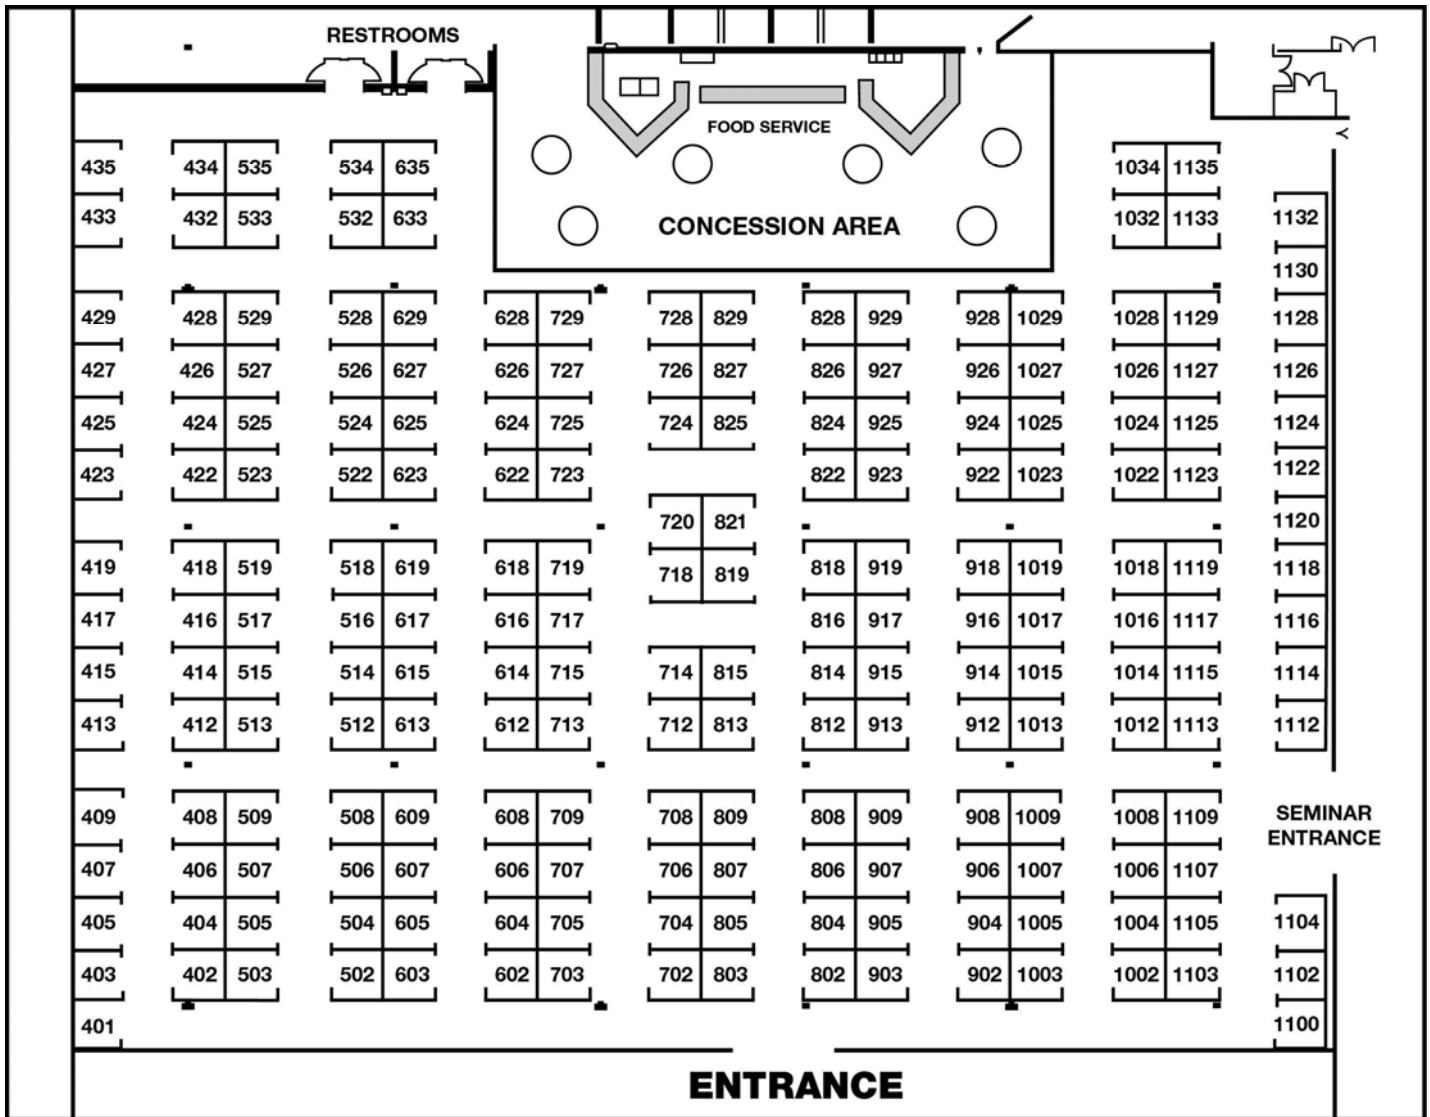 RESTROOMS
FOOD SERVICE
435 434 535 534 635 1034 1135
433 432 533 532 633 CONCESSION AREA 1032 1133 1132
1130
429 428 529 528 629 628 729 728 829 828 929 928 1029 1028 1129 1128
427 426 527 526 627 626 727 726 827 826 927 926 1027 1026 1127 1126
425 424 525 524 625 624 725 724 825 824 925 924 1025 1024 1125 1124
423 422 523 522 623 622 723 822 923 922 1023 1022 1123 1122
720 821 1120
419 418 519 518 619 618 719 718 819 818 919 918 1019 1018 1119 1118
417 416 517 516 617 616 717 816 917 916 1017 1016 1117 1116
415 414 515 514 615 614 715 714 815 814 915 914 1015 1014 1115 1114
413 412 513 512 613 612 713 712 813 812 913 912 1013 1012 1113 1112
409 408 509 508 609 608 709 708 809 808 909 908 1009 1008 1109 SEMINAR
ENTRANCE
407 406 507 506 607 606 707 706 807 806 907 906 1007 1006 1107
405 404 505 504 605 604 705 704 805 804 905 904 1005 1004 1105 1104
403 402 503 502 603 602 703 702 803 802 903 902 1003 1002 1103 1102
401 1100
ENTRANCE